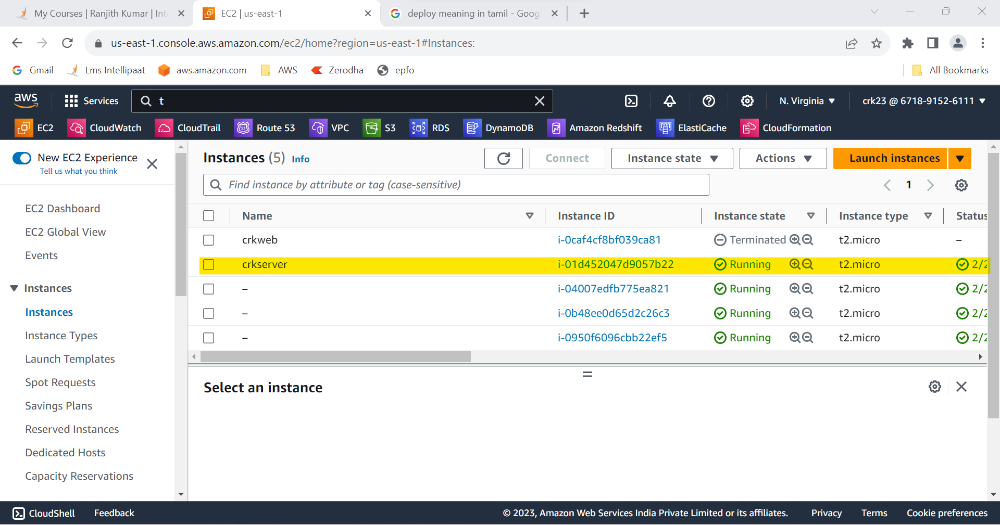 My Courses | Ranjith Kumar | Int
EC2 | us-east-1
deploy meaning in tamil - Googl
us-east-1.console.aws.amazon.com/ec2/home?region=us-east-1#Instances:
Gmail
Lms Intellipaat
aws.amazon.com
AWS
Zerodha
epfo
All Bookmarks
aws
Services
t
N. Virginia
crk23 @ 6718-9152-6111
EC2
CloudWatch
CloudTrail
53
Route 53
VPC
S3
RDS
DynamoDB
Amazon Redshift
ElastiCache
CloudFormation
New EC2 Experience
Tell us what you think
EC2 Dashboard
EC2 Global View
Events
Instances
Instances
Instance Types
Launch Templates
Spot Requests
Savings Plans
Reserved Instances
Dedicated Hosts
Capacity Reservations
Instances (5) Info
Connect
Instance state
Actions
Launch instances
Find instance by attribute or tag (case-sensitive)
1
Name Instance ID Instance state Instance type Status
crkweb i-0caf4cf8bf039ca81 Terminated t2.micro –
crkserver i-01d452047d9057b22 Running t2.micro 2/2
– i-04007edfb775ea821 Running t2.micro 2/2
– i-0b48ee0d65d2c26c3 Running t2.micro 2/2
– i-0950f6096cbb22ef5 Running t2.micro 2/2
Select an instance
CloudShell
Feedback
© 2023, Amazon Web Services India Private Limited or its affiliates.
Privacy
Terms
Cookie preferences